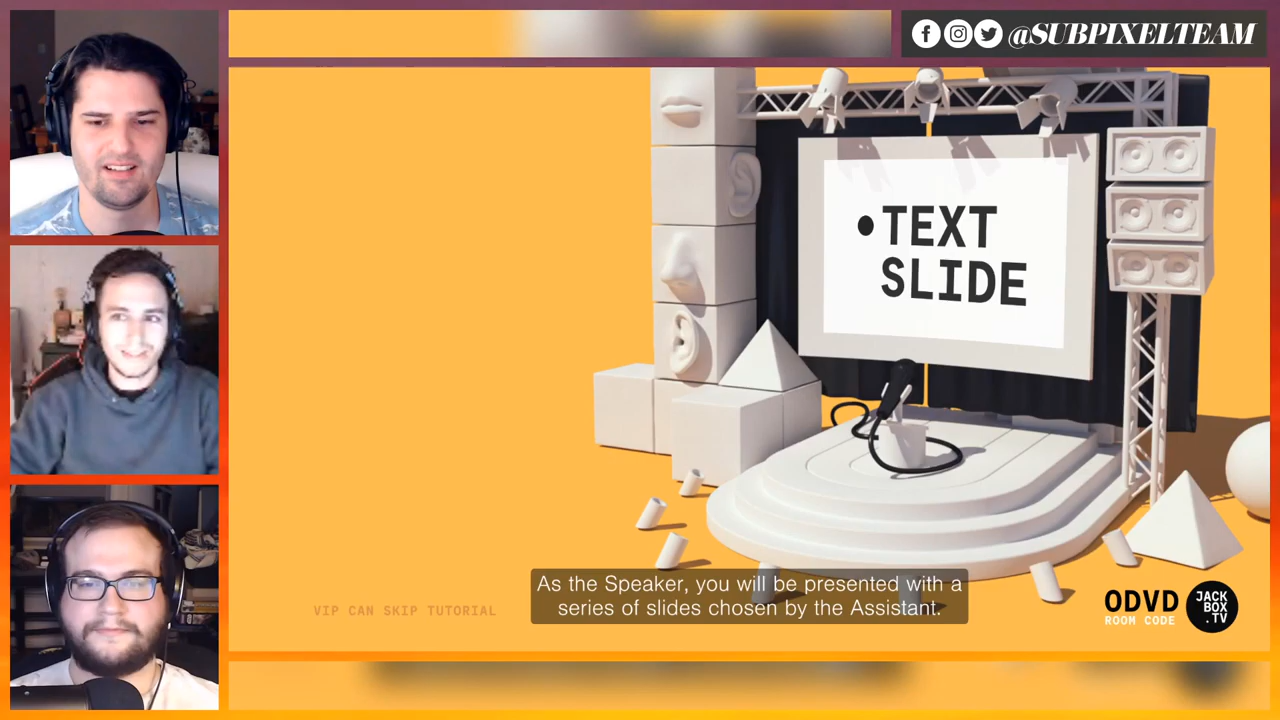 @SUBPIXELTEAM
•TEXT
SLIDE
As the Speaker, you will be presented with a
series of slides chosen by the Assistant.
VIP CAN SKIP TUTORIAL
ODVD
ROOM CODE
JACK
BOX
.TV